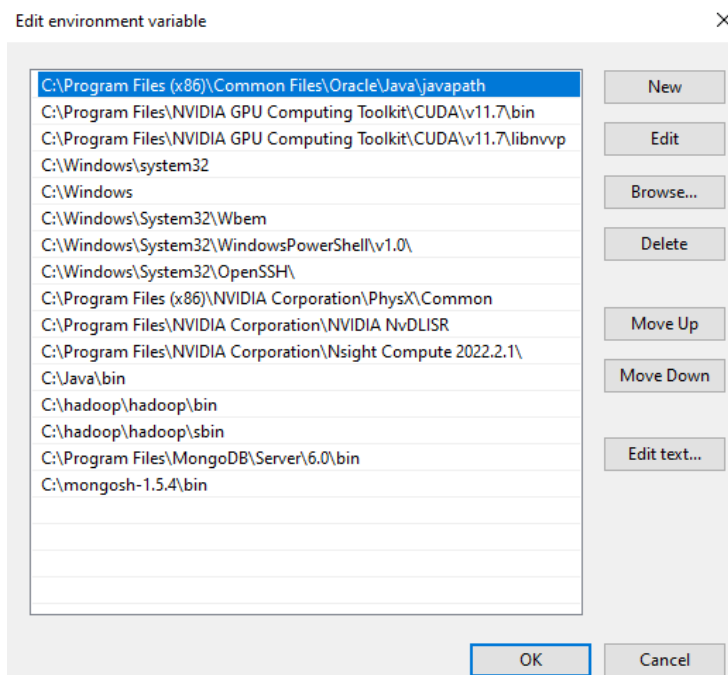 Edit environment variable
C:\Program Files (x86)\Common Files\Oracle\Java\javapath
New
C:\Program Files\NVIDIA GPU Computing Toolkit\CUDA\v11.7\bin
C:\Program Files\NVIDIA GPU Computing Toolkit\CUDA\v11.7\libnvvp
Edit
C:\Windows\system32
C:\Windows
Browse...
C:\Windows\System32\Wbem
C:\Windows\System32\WindowsPowerShell\v1.0\
Delete
C:\Windows\System32\OpenSSH\
C:\Program Files (x86)\NVIDIA Corporation\PhysX\Common
C:\Program Files\NVIDIA Corporation\NVIDIA NvDLISR
Move Up
C:\Program Files\NVIDIA Corporation\Nsight Compute 2022.2.1\
C:\Java\bin
Move Down
C:\hadoop\hadoop\bin
C:\hadoop\hadoop\sbin
C:\Program Files\MongoDB\Server\6.0\bin
Edit text...
C:\mongosh-1.5.4\bin
OK
Cancel